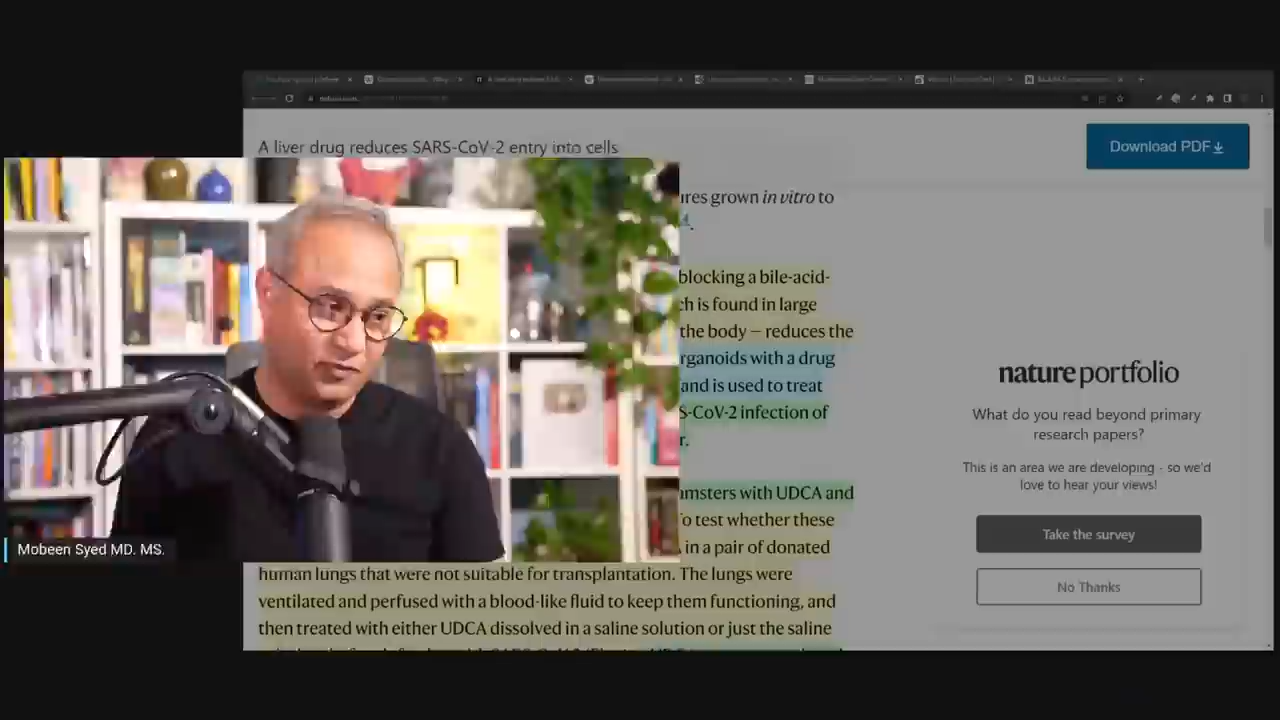 A liver drug reduces SARS-CoV-2 entry into cells
Download PDF
ures grown in vitro to
4.
blocking a bile-acid-
ch is found in large
the body — reduces the
rganoids with a drug
and is used to treat
S-CoV-2 infection of
r.
amsters with UDCA and
To test whether these
in a pair of donated
human lungs that were not suitable for transplantation. The lungs were
ventilated and perfused with a blood-like fluid to keep them functioning, and
then treated with either UDCA dissolved in a saline solution or just the saline
Mobeen Syed MD. MS.
nature portfolio
What do you read beyond primary
research papers?
This is an area we are developing - so we'd
love to hear your views!
Take the survey
No Thanks